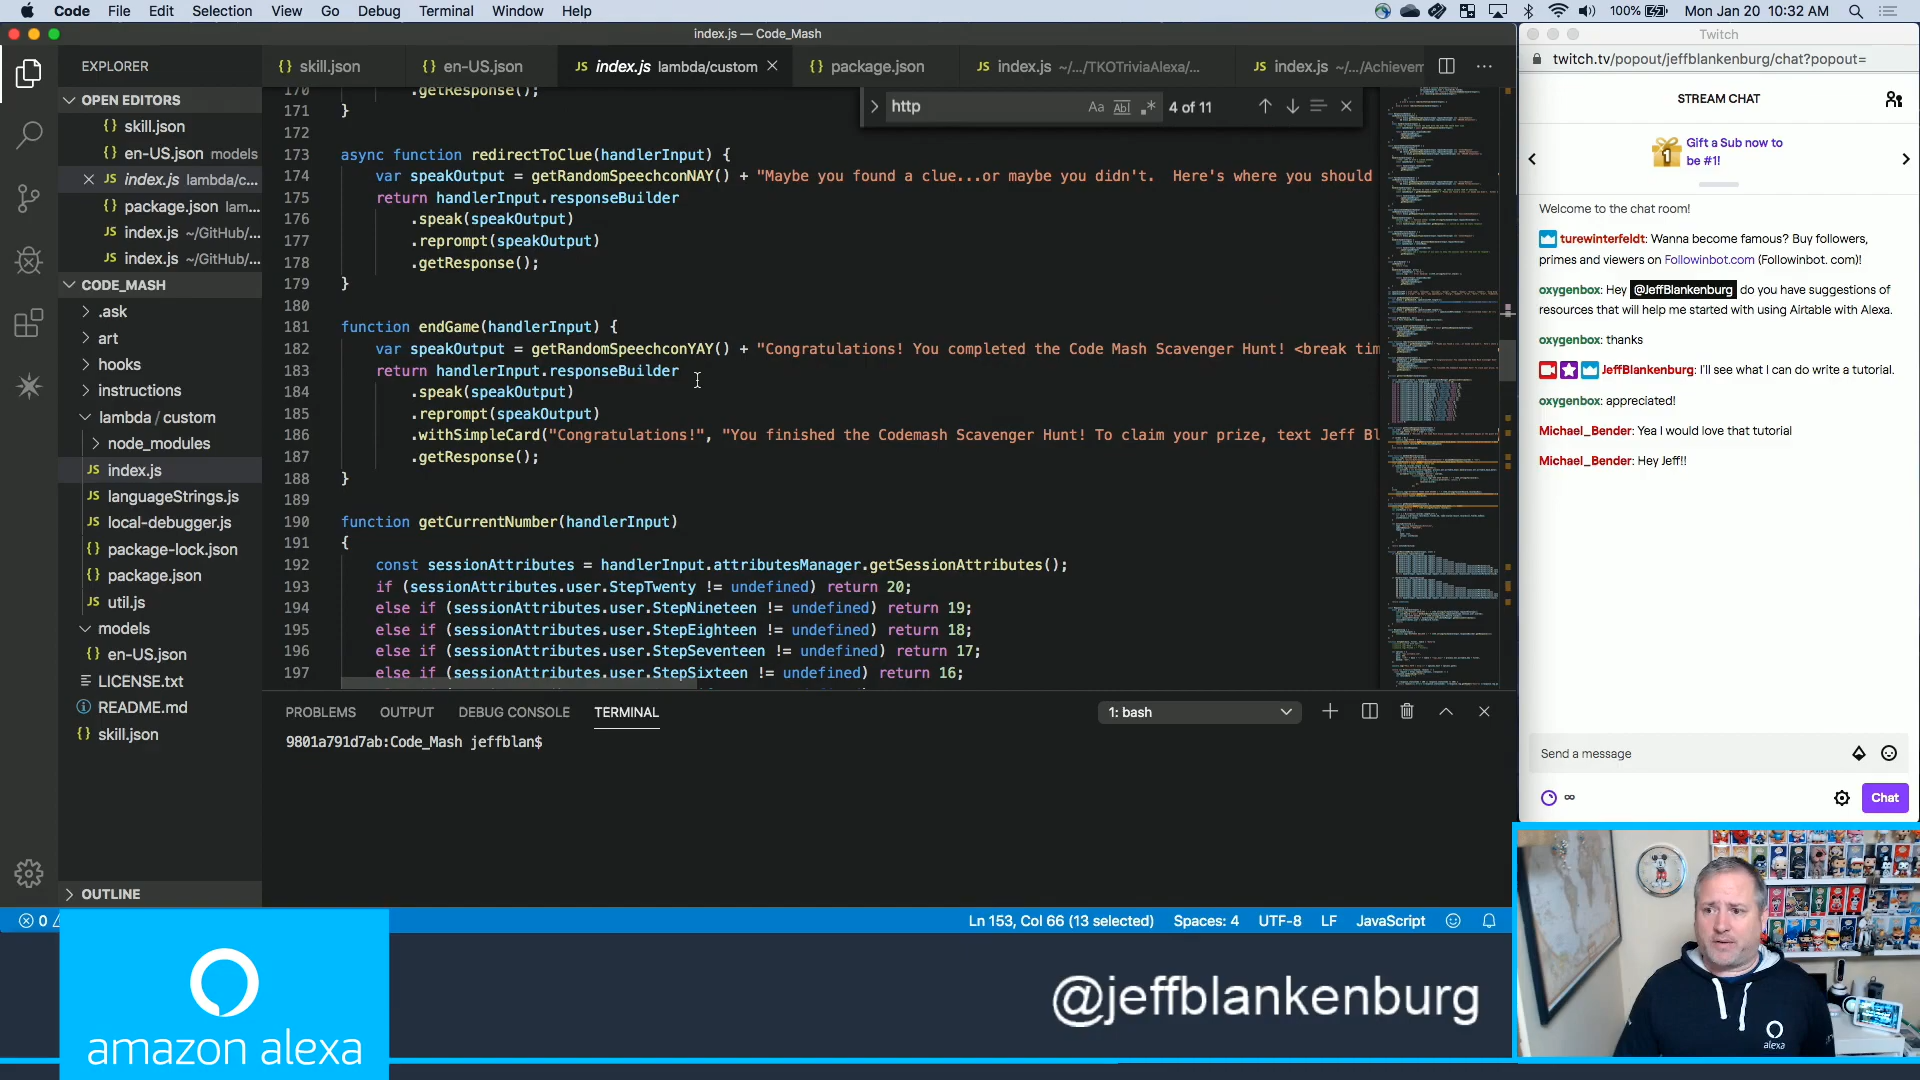 Code File Edit Selection View Go Debug Terminal Window Help
100% Mon Jan 20 10:32 AM
index.js — Code_Mash
EXPLORER
OPEN EDITORS
{} skill.json
{} en-US.json models
JS index.js lambda/c...
{} package.json lam...
JS index.js ~/GitHub/...
JS index.js ~/GitHub/...
CODE_MASH
.ask
art
hooks
instructions
lambda / custom
node_modules
JS index.js
JS languageStrings.js
JS local-debugger.js
{} package-lock.json
{} package.json
JS util.js
models
{} en-US.json
LICENSE.txt
README.md
{} skill.json
OUTLINE
{} skill.json {} en-US.json JS index.js lambda/custom {} package.json JS index.js ~/.../TKOTriviaAlexa/... JS index.js ~/.../Achievem
http Aa Abl 4 of 11
170 .getResponse();
171 }
172
173 async function redirectToClue(handlerInput) {
174 var speakOutput = getRandomSpeechconNAY() + "Maybe you found a clue...or maybe you didn't.  Here's where you should
175 return handlerInput.responseBuilder
176 .speak(speakOutput)
177 .reprompt(speakOutput)
178 .getResponse();
179 }
180
181 function endGame(handlerInput) {
182 var speakOutput = getRandomSpeechconYAY() + "Congratulations! You completed the Code Mash Scavenger Hunt! <break tim
183 return handlerInput.responseBuilder
184 .speak(speakOutput)
185 .reprompt(speakOutput)
186 .withSimpleCard("Congratulations!", "You finished the Codemash Scavenger Hunt! To claim your prize, text Jeff Bl
187 .getResponse();
188 }
189
190 function getCurrentNumber(handlerInput)
191 {
192 const sessionAttributes = handlerInput.attributesManager.getSessionAttributes();
193 if (sessionAttributes.user.StepTwenty != undefined) return 20;
194 else if (sessionAttributes.user.StepNineteen != undefined) return 19;
195 else if (sessionAttributes.user.StepEighteen != undefined) return 18;
196 else if (sessionAttributes.user.StepSeventeen != undefined) return 17;
197 else if (sessionAttributes.user.StepSixteen != undefined) return 16;
PROBLEMS OUTPUT DEBUG CONSOLE TERMINAL 1: bash
9801a791d7ab:Code_Mash jeffblan$
0 Ln 153, Col 66 (13 selected) Spaces: 4 UTF-8 LF JavaScript
Twitch
twitch.tv/popout/jeffblankenburg/chat?popout=
STREAM CHAT
1 Gift a Sub now to
be #1!
Welcome to the chat room!
turewinterfeldt: Wanna become famous? Buy followers,
primes and viewers on Followinbot.com (Followinbot. com)!
oxygenbox: Hey @JeffBlankenburg do you have suggestions of
resources that will help me started with using Airtable with Alexa.
oxygenbox: thanks
JeffBlankenburg: I'll see what I can do write a tutorial.
oxygenbox: appreciated!
Michael_Bender: Yea I would love that tutorial
Michael_Bender: Hey Jeff!!
Send a message
∞ Chat
amazon alexa
@jeffblankenburg
alexa